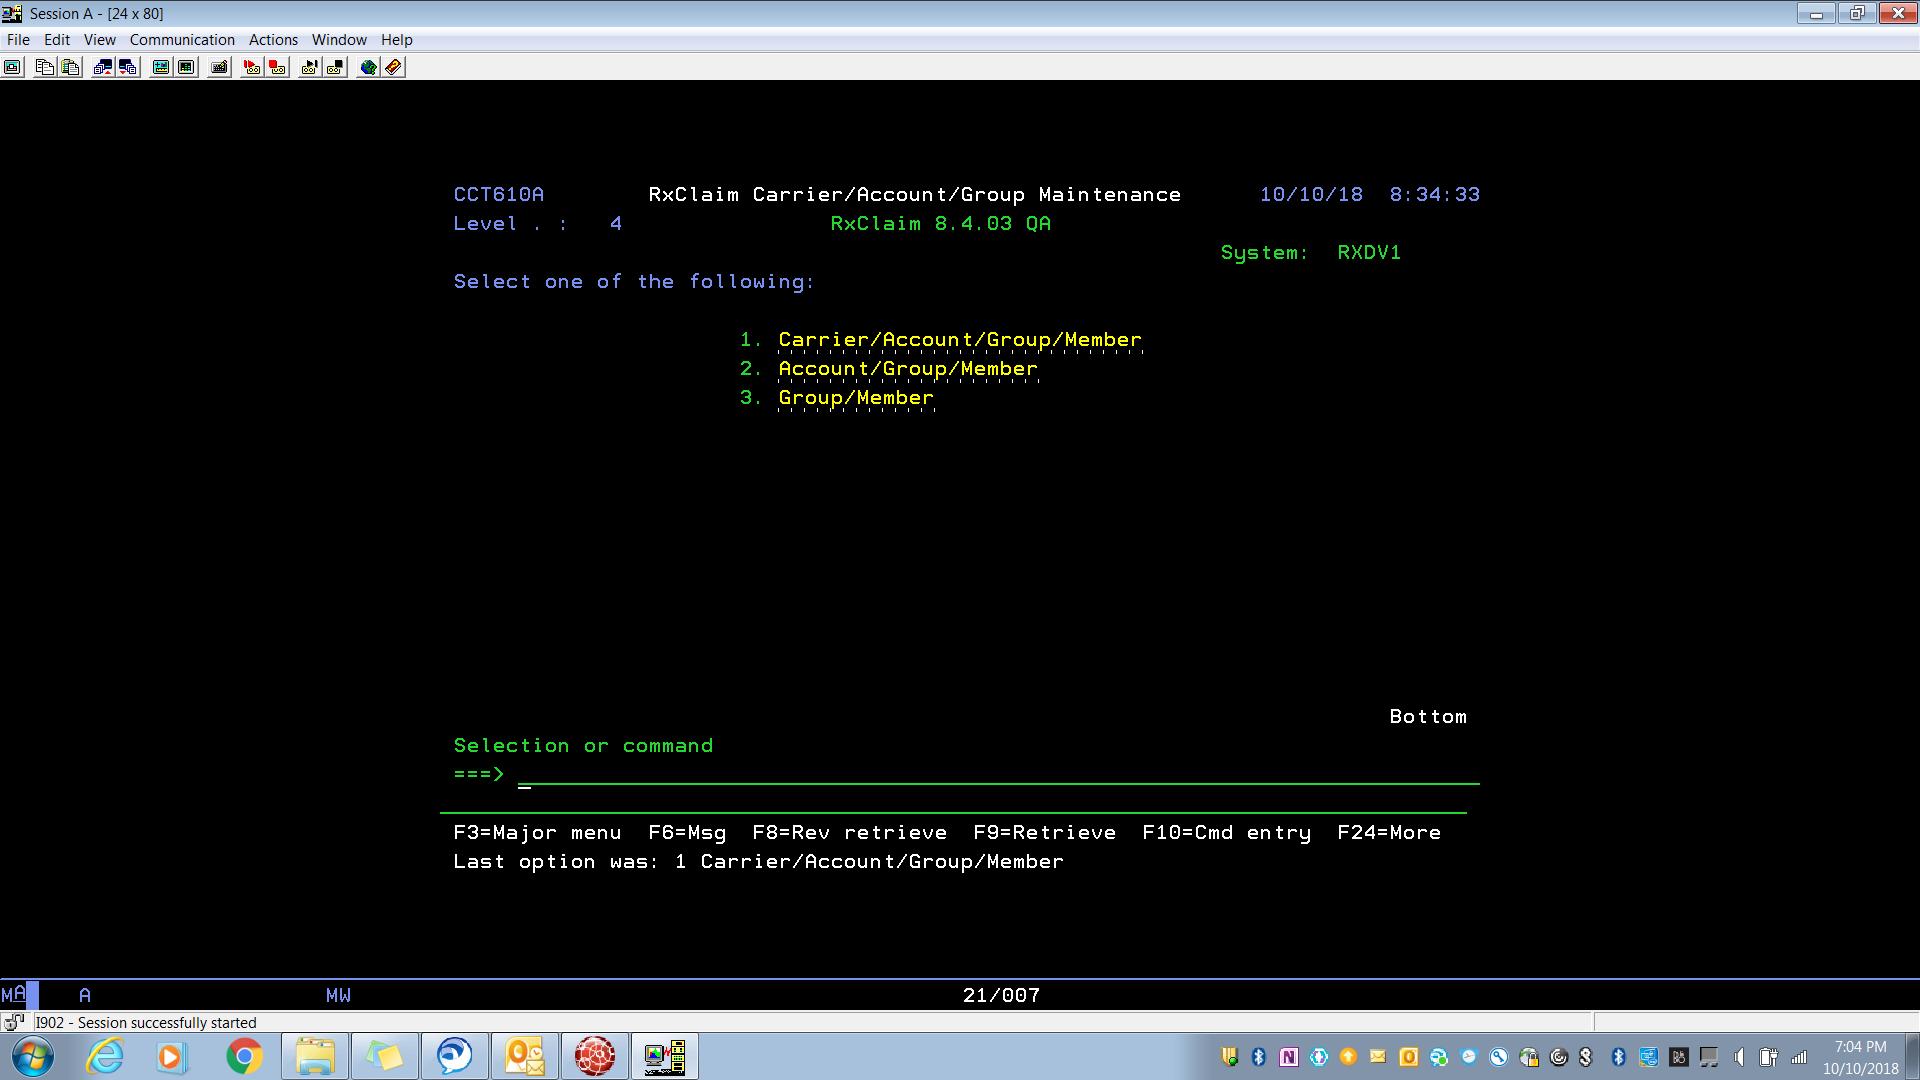 Session A - [24 x 80]
File Edit View Communication Actions Window Help
CCT610A RxClaim Carrier/Account/Group Maintenance 10/10/18 8:34:33
Level . : 4 RxClaim 8.4.03 QA
System: RXDV1
Select one of the following:
1. Carrier/Account/Group/Member
2. Account/Group/Member
3. Group/Member
Bottom
Selection or command
===>
F3=Major menu F6=Msg F8=Rev retrieve F9=Retrieve F10=Cmd entry F24=More
Last option was: 1 Carrier/Account/Group/Member
MA A MW 21/007
I902 - Session successfully started
7:04 PM
10/10/2018